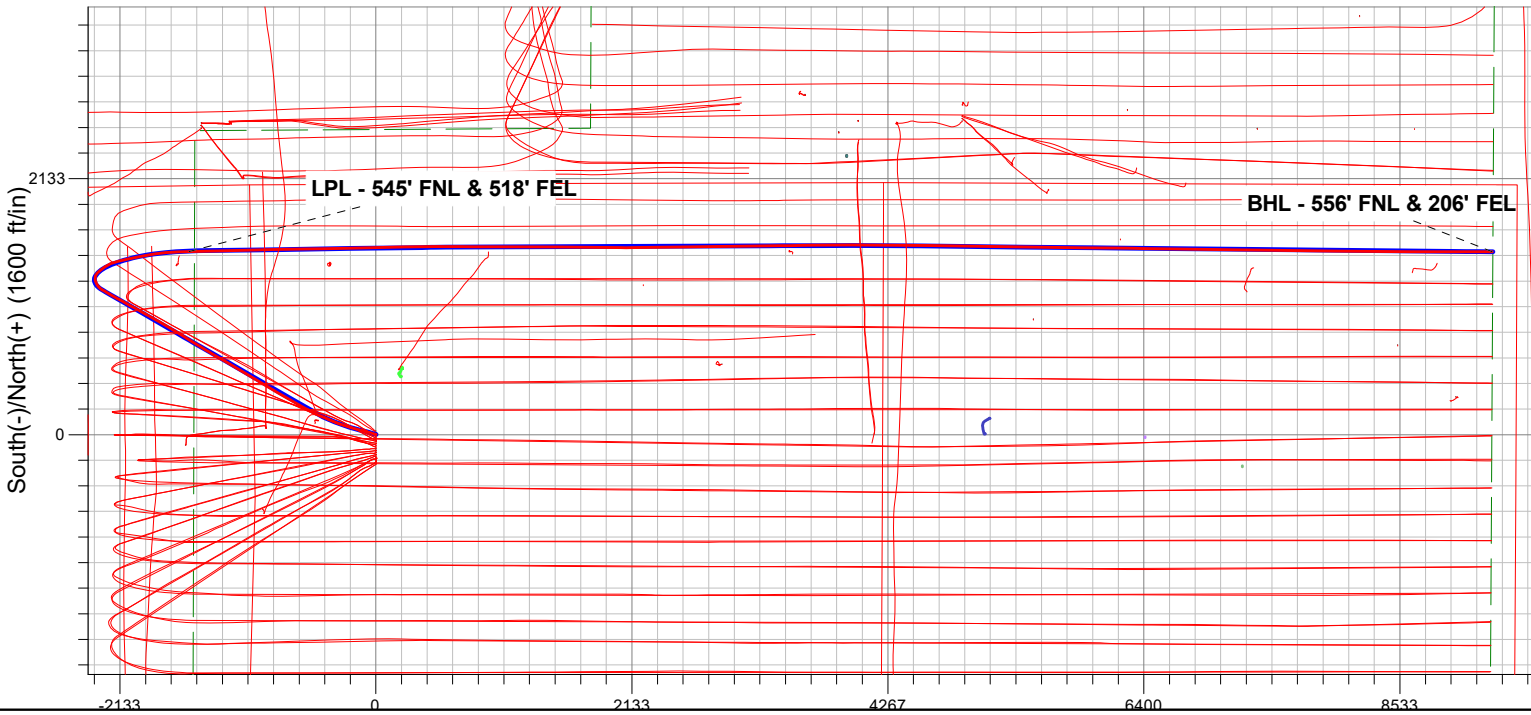 2133
LPL - 545' FNL & 518' FEL
BHL - 556' FNL & 206' FEL
0
South(-)/North(+) (1600 ft/in)
-2133
0
2133
4267
6400
8533